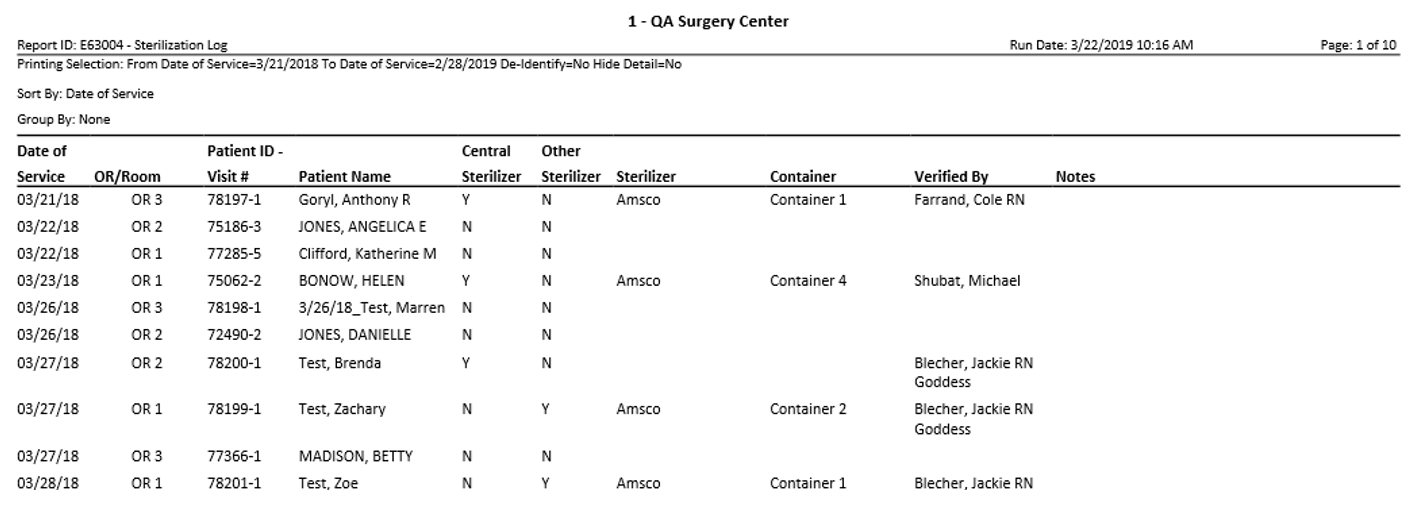 1 - QA Surgery Center
Report ID: E63004 - Sterilization Log Run Date: 3/22/2019 10:16 AM Page: 1 of 10
Printing Selection: From Date of Service=3/21/2018 To Date of Service=2/28/2019 De-Identify=No Hide Detail=No
Sort By: Date of Service
Group By: None
Date of Patient ID - Central Other
Service OR/Room Visit # Patient Name Sterilizer Sterilizer Sterilizer Container Verified By Notes
03/21/18 OR 3 78197-1 Goryl, Anthony R Y N Amsco Container 1 Farrand, Cole RN
03/22/18 OR 2 75186-3 JONES, ANGELICA E N N
03/22/18 OR 1 77285-5 Clifford, Katherine M N N
03/23/18 OR 1 75062-2 BONOW, HELEN Y N Amsco Container 4 Shubat, Michael
03/26/18 OR 3 78198-1 3/26/18_Test, Marren N N
03/26/18 OR 2 72490-2 JONES, DANIELLE N N
03/27/18 OR 2 78200-1 Test, Brenda Y N Blecher, Jackie RN
Goddess
03/27/18 OR 1 78199-1 Test, Zachary N Y Amsco Container 2 Blecher, Jackie RN
Goddess
03/27/18 OR 3 77366-1 MADISON, BETTY N N
03/28/18 OR 1 78201-1 Test, Zoe N Y Amsco Container 1 Blecher, Jackie RN